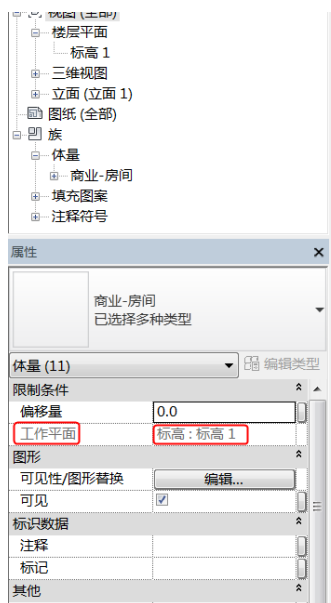 视图 (全部)
楼层平面
标高 1
三维视图
立面 (立面 1)
图纸 (全部)
族
体量
商业-房间
填充图案
注释符号
属性
商业-房间
已选择多种类型
体量 (11)
编辑类型
限制条件
偏移量
0.0
工作平面
标高 : 标高 1
图形
可见性/图形替换
编辑...
可见
标识数据
注释
标记
其他